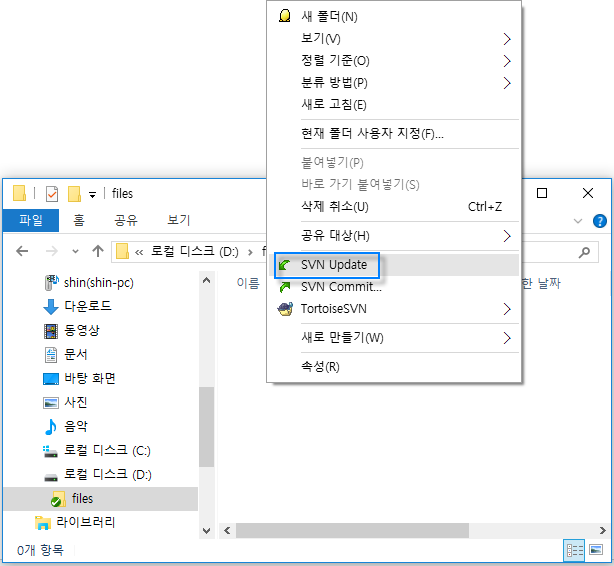 새 폴더(N)
보기(V)
정렬 기준(O)
분류 방법(P)
새로 고침(E)
현재 폴더 사용자 지정(F)...
붙여넣기(P)
바로 가기 붙여넣기(S)
삭제 취소(U) Ctrl+Z
공유 대상(H)
SVN Update
SVN Commit...
TortoiseSVN
새로 만들기(W)
속성(R)
files
파일 홈 공유 보기
« 로컬 디스크 (D:)
이름 한 날짜
shin(shin-pc)
다운로드
동영상
문서
바탕 화면
사진
음악
로컬 디스크 (C:)
로컬 디스크 (D:)
files
라이브러리
0개 항목